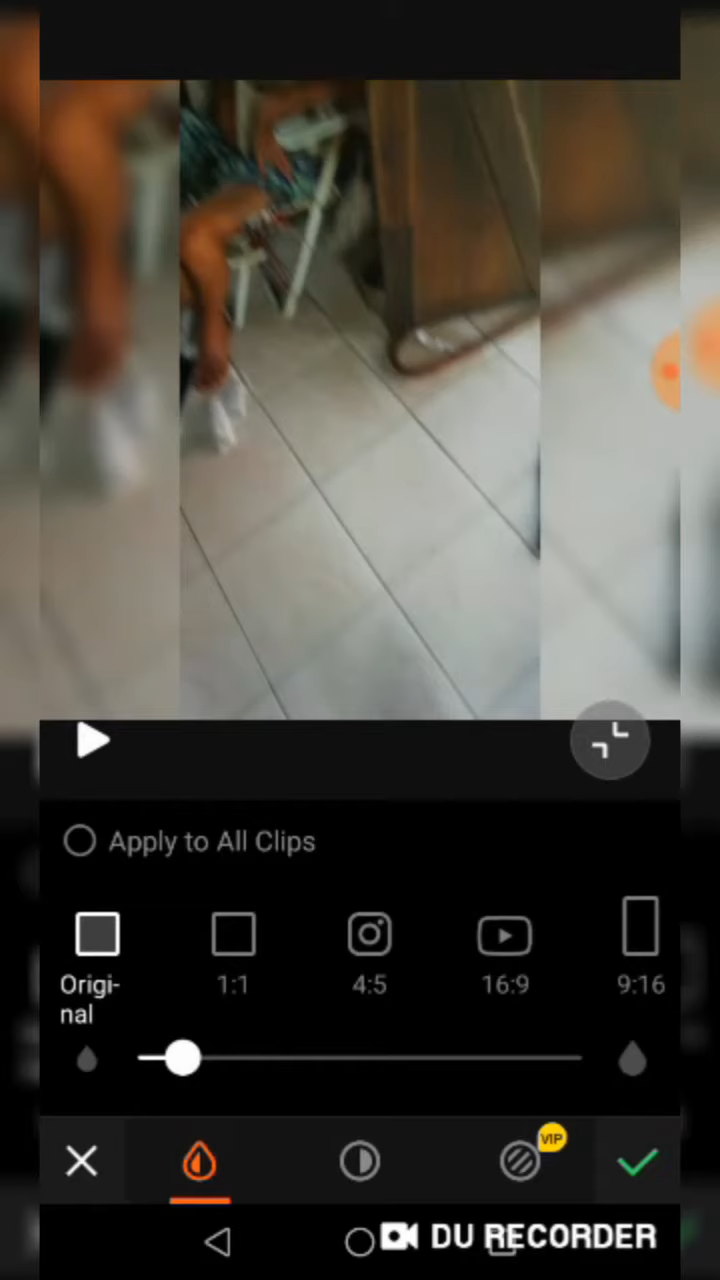 Apply to All Clips
Origi-
nal
1:1
4:5
16:9
9:16
VIP
DU RECORDER